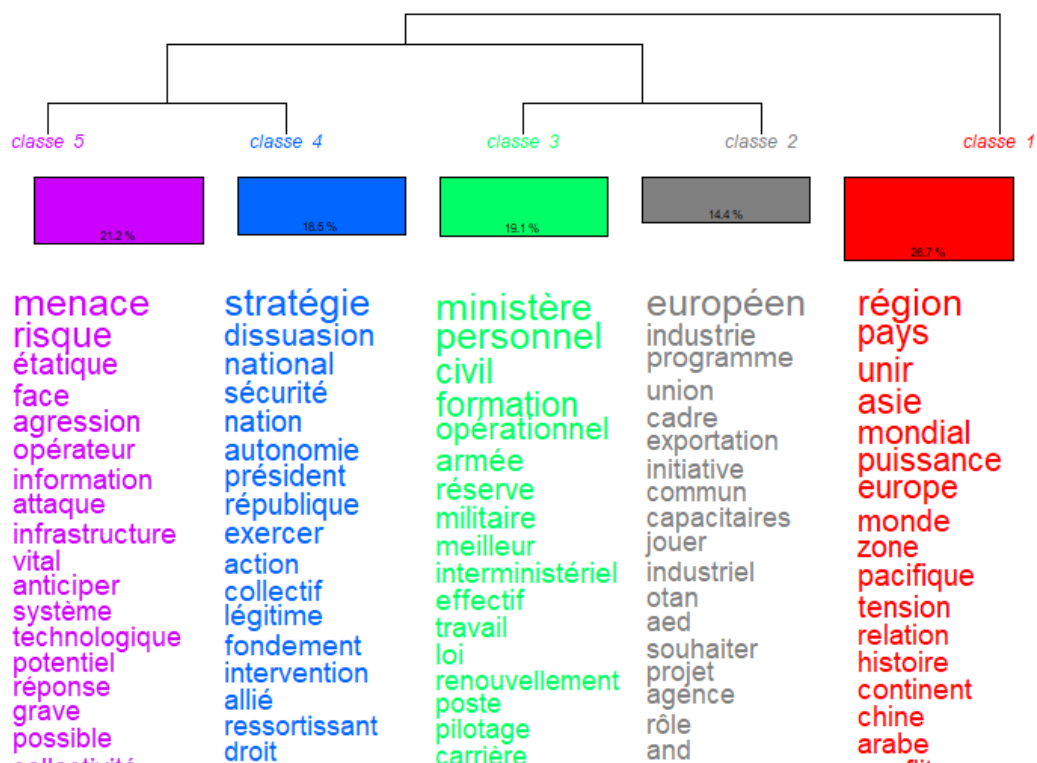 classe 5
classe 4
classe 3
classe 2
classe 1
21.2 %
18.5 %
19.1 %
14.4 %
26.7 %
menace
risque
étatique
face
agression
opérateur
information
attaque
infrastructure
vital
anticiper
système
technologique
potentiel
réponse
grave
possible
stratégie
dissuasion
national
sécurité
nation
autonomie
président
république
exercer
action
collectif
légitime
fondement
intervention
allié
ressortissant
droit
ministère
personnel
civil
formation
opérationnel
armée
réserve
militaire
meilleur
interministériel
effectif
travail
loi
renouvellement
poste
pilotage
carrière
européen
industrie
programme
union
cadre
exportation
initiative
commun
capacitaires
jouer
industriel
otan
aed
souhaiter
projet
agence
rôle
and
région
pays
unir
asie
mondial
puissance
europe
monde
zone
pacifique
tension
relation
histoire
continent
chine
arabe